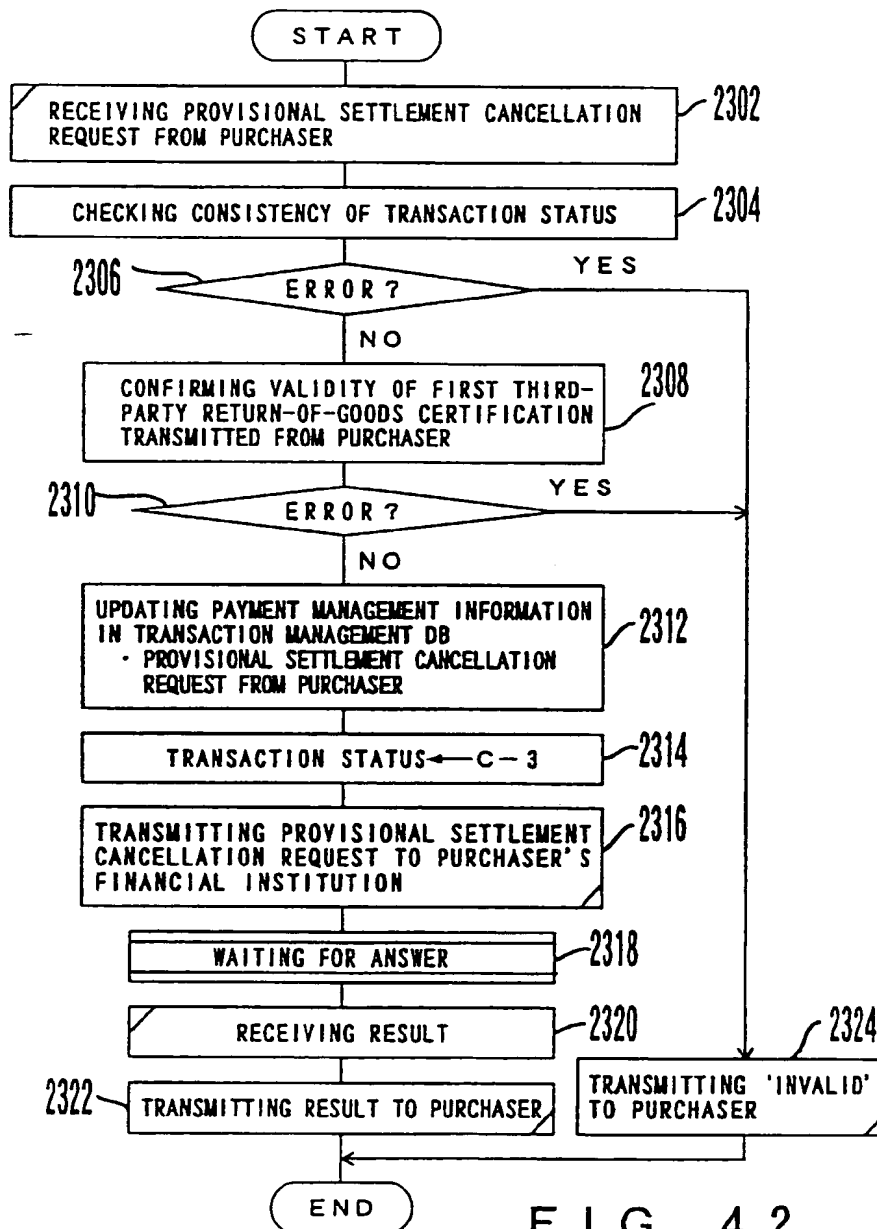 START
RECEIVING PROVISIONAL SETTLEMENT CANCELLATION
REQUEST FROM PURCHASER
2302
CHECKING CONSISTENCY OF TRANSACTION STATUS
2304
2306
ERROR?
YES
NO
CONFIRMING VALIDITY OF FIRST THIRD-
PARTY RETURN-OF-GOODS CERTIFICATION
TRANSMITTED FROM PURCHASER
2308
2310
ERROR?
YES
NO
UPDATING PAYMENT MANAGEMENT INFORMATION
IN TRANSACTION MANAGEMENT DB
· PROVISIONAL SETTLEMENT CANCELLATION
REQUEST FROM PURCHASER
2312
TRANSACTION STATUS←C-3
2314
TRANSMITTING PROVISIONAL SETTLEMENT
CANCELLATION REQUEST TO PURCHASER'S
FINANCIAL INSTITUTION
2316
WAITING FOR ANSWER
2318
RECEIVING RESULT
2320
2322
TRANSMITTING RESULT TO PURCHASER
2324
TRANSMITTING 'INVALID'
TO PURCHASER
END
FIG. 42